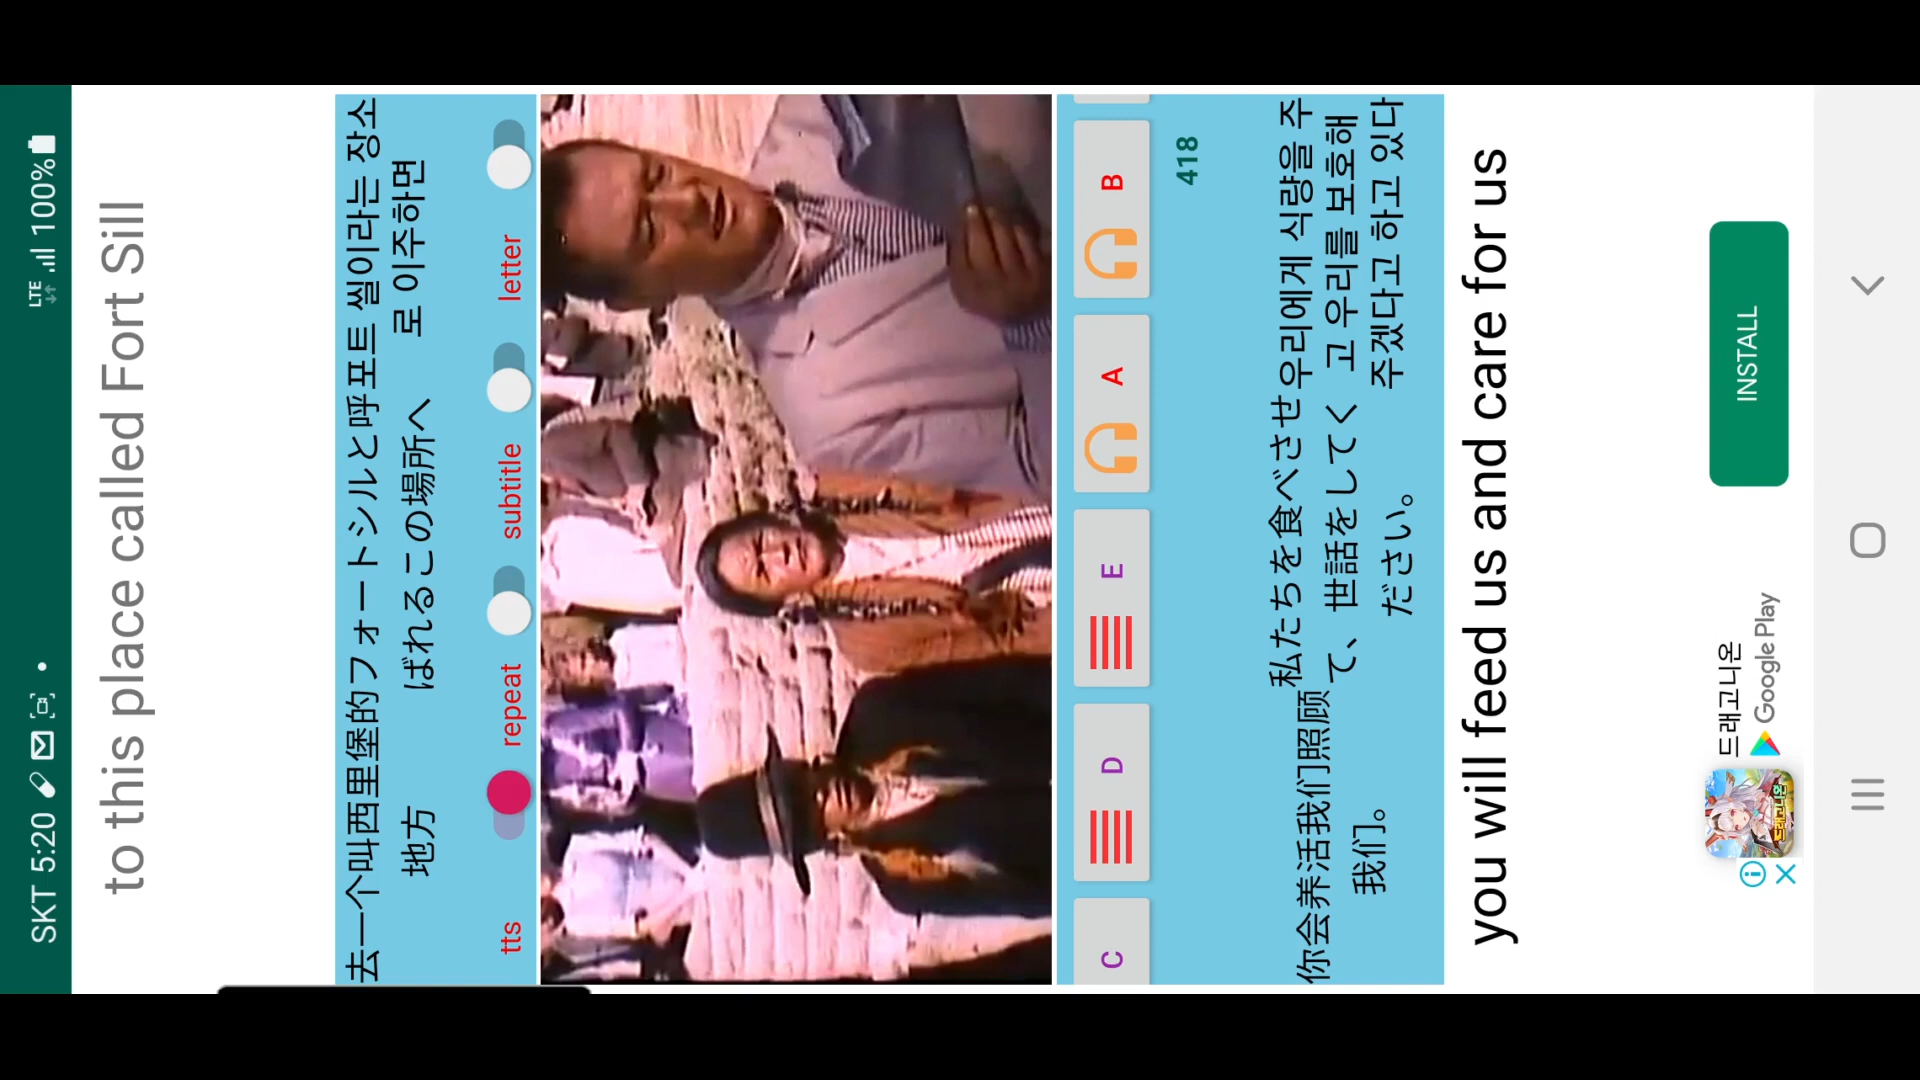 SKT 5:20
LTE
100%
to this place called Fort Sill
去一个叫西里堡的
地方
フォートシルと呼
ばれるこの場所へ
포트 씰이라는 장소
로 이주하면
tts
repeat
subtitle
letter
C
D
E
A
B
418
你会养活我们照顾
我们。
私たちを食べさせ
て、世話をしてく
ださい。
우리에게 식량을 주
고 우리를 보호해
주겠다고 하고 있다
you will feed us and care for us
드래고니온
Google Play
INSTALL